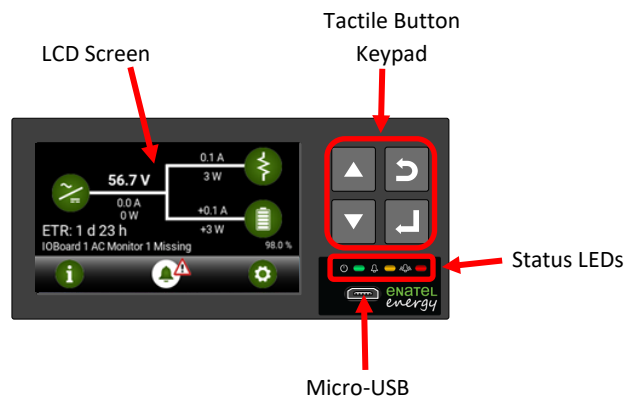 Tactile Button
Keypad
LCD Screen
0.1 A
3 W
56.7 V
0.0 A
0 W
+0.1 A
+3 W
ETR: 1 d 23 h
IOBoard 1 AC Monitor 1 Missing
98.0 %
i
Status LEDs
enatel
energy
Micro-USB